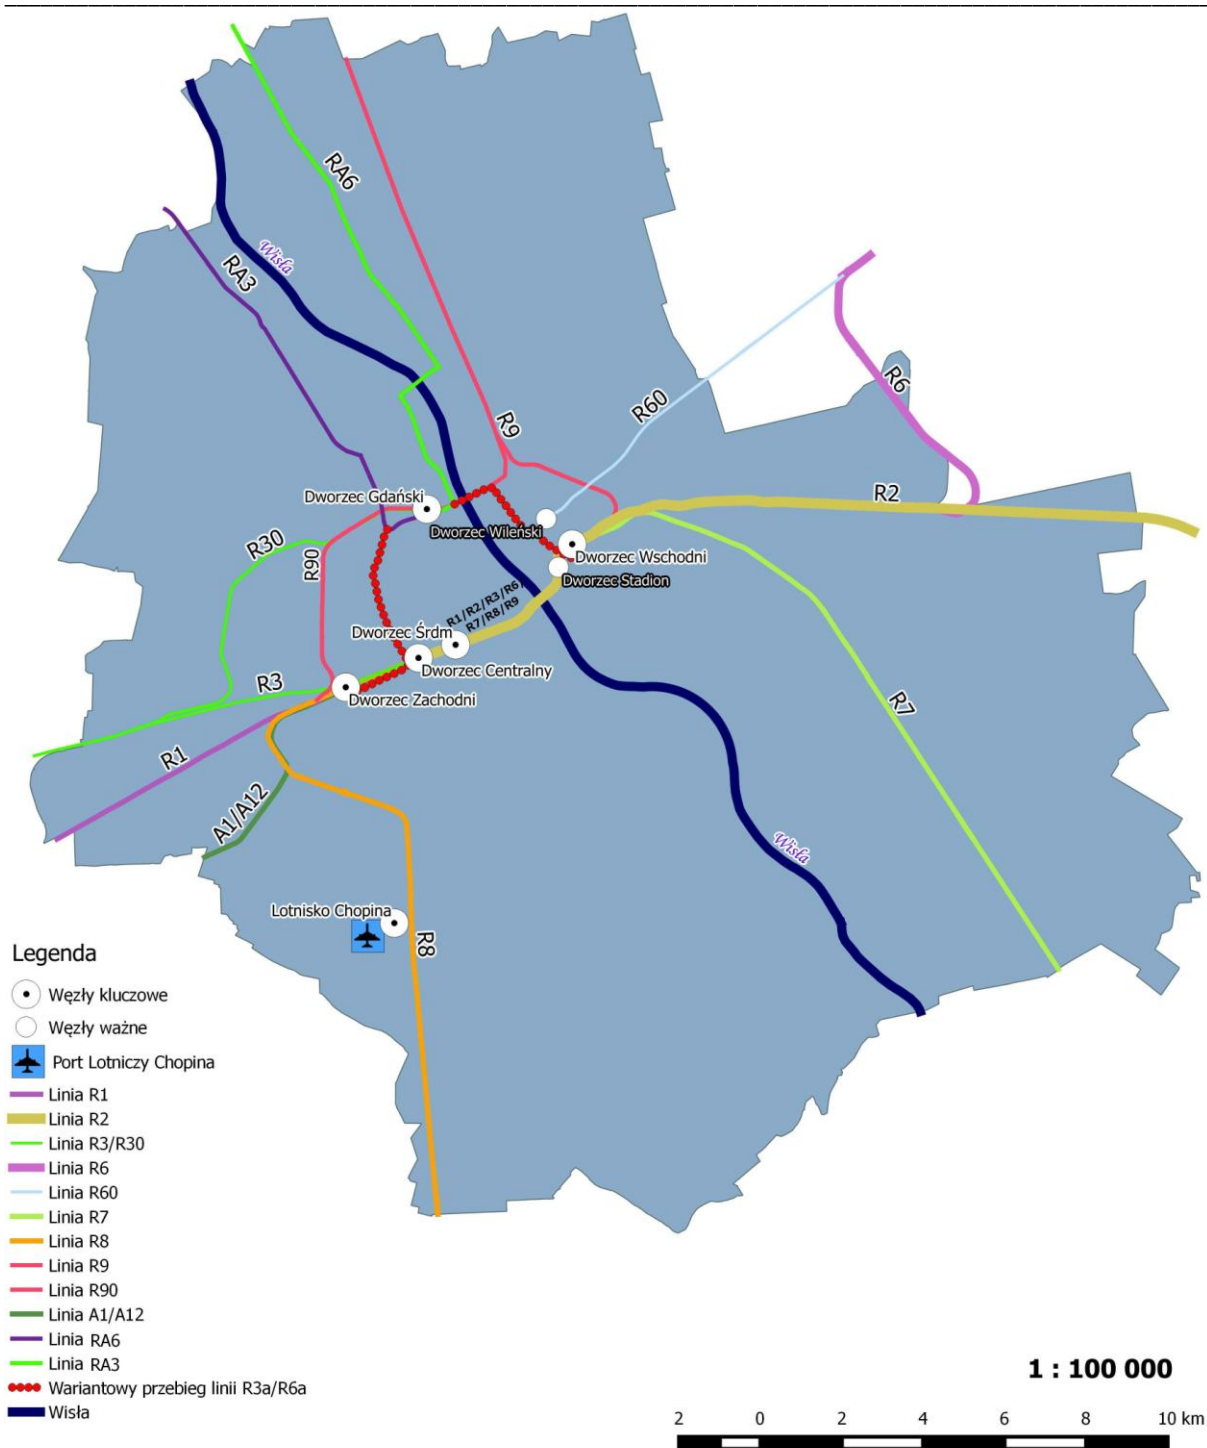 RA6
Wisła
RA3
R6
R60
R9
R2
Dworzec Gdański
Dworzec Wileński
R30
R90
Dworzec Wschodni
Dworzec Stadion
R1/R2/R3/R6/
R7/R8/R9
Dworzec Śrdm
Dworzec Centralny
R3
Dworzec Zachodni
R7
R1
A1/A12
Wisła
Lotnisko Chopina
R8
Legenda
Węzły kluczowe
Węzły ważne
Port Lotniczy Chopina
Linia R1
Linia R2
Linia R3/R30
Linia R6
Linia R60
Linia R7
Linia R8
Linia R9
Linia R90
Linia A1/A12
Linia RA6
Linia RA3
Wariantowy przebieg linii R3a/R6a
Wisła
1 : 100 000
2 0 2 4 6 8 10 km